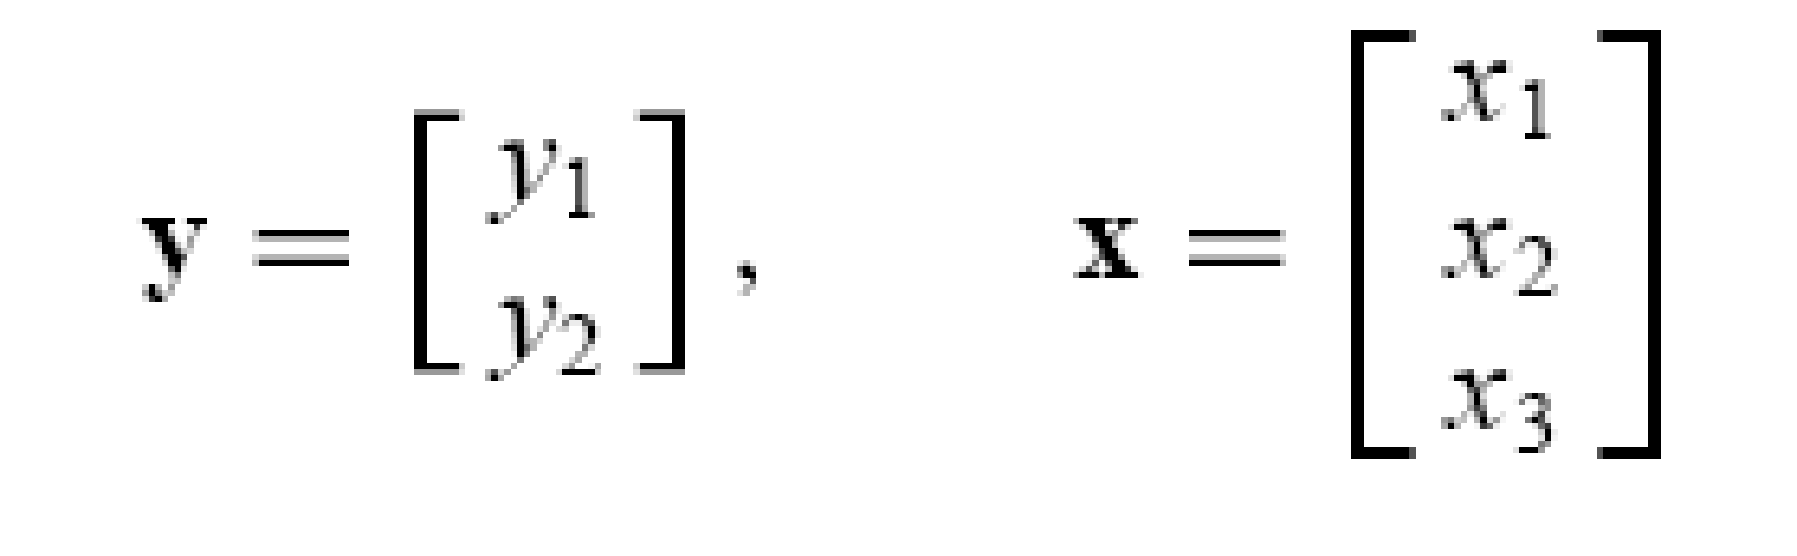 y = [ y₁ y₂ ] , x = [ x₁ x₂ x₃ ]